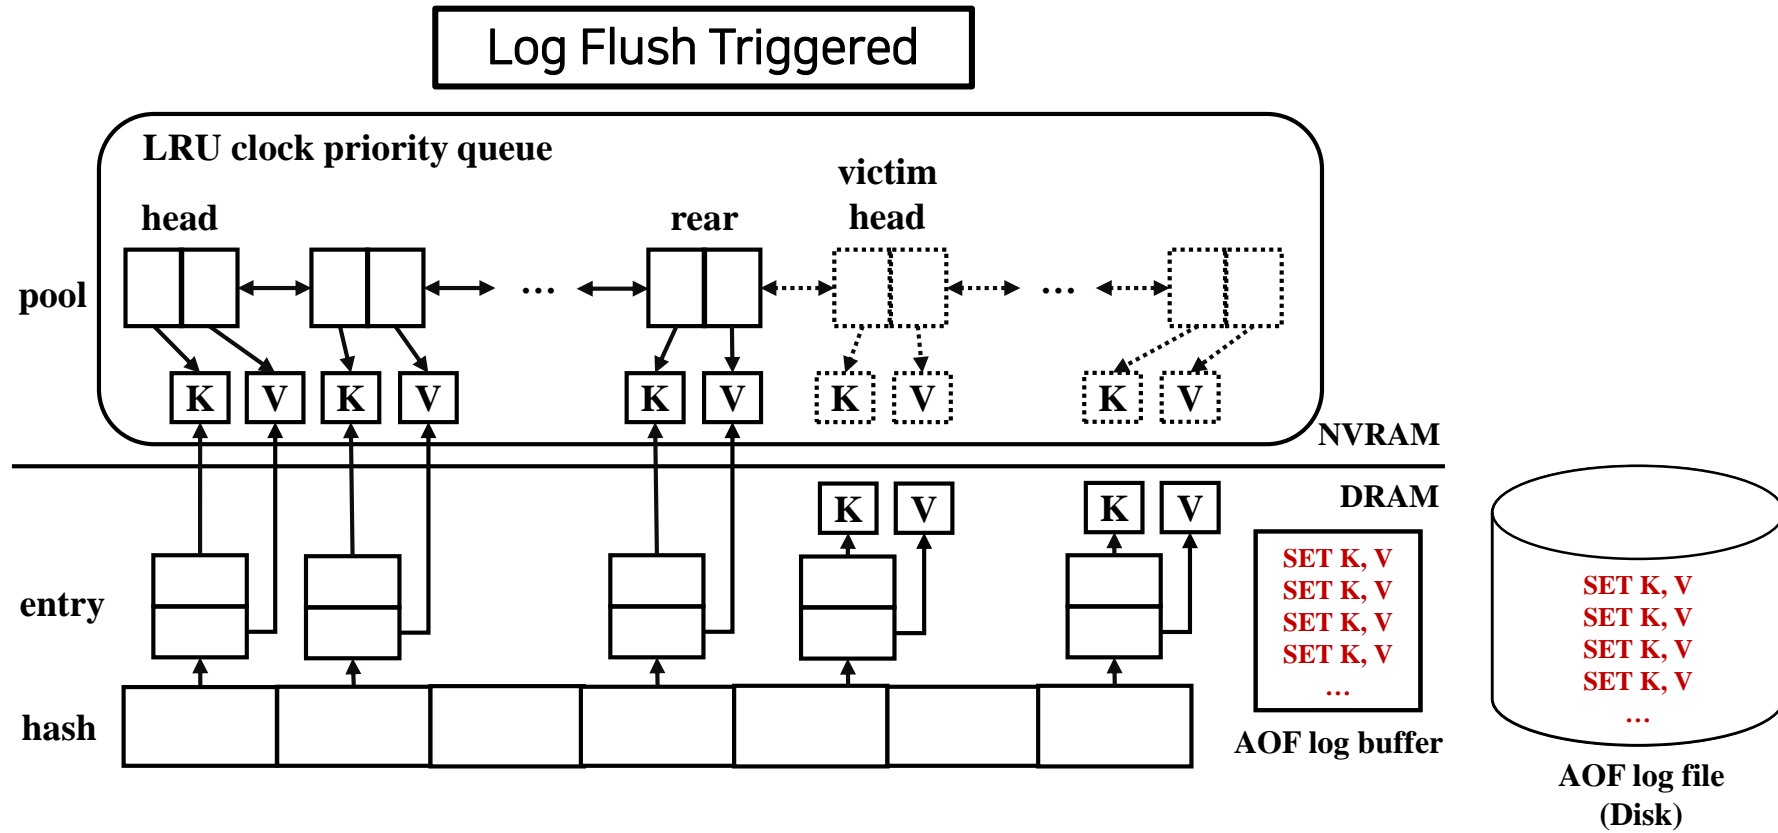 Log Flush Triggered
LRU clock priority queue
victim
head
rear
head
pool
…
…
K
V
K
V
K
V
K
V
K
V
NVRAM
DRAM
K
V
K
V
entry
SET K, V
SET K, V
SET K, V
SET K, V
…
SET K, V
SET K, V
SET K, V
SET K, V
…
hash
AOF log buffer
AOF log file
(Disk)